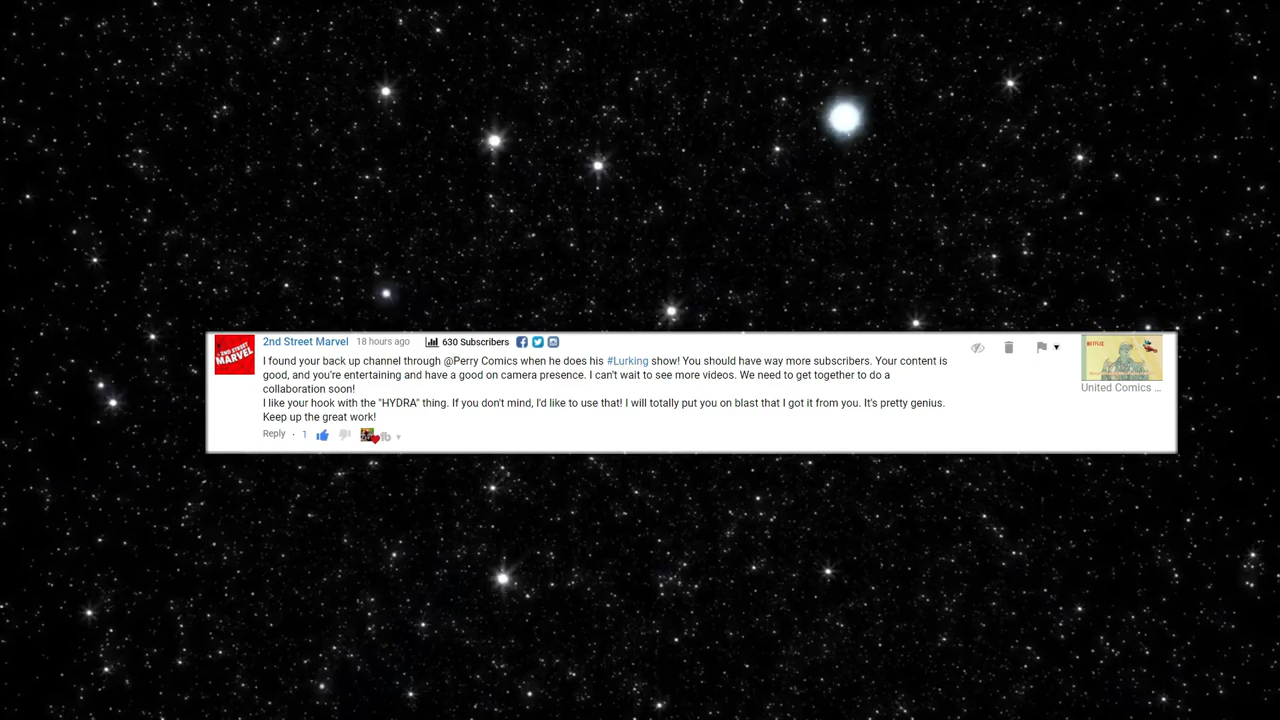 2ND STREET
MARVEL
2nd Street Marvel 18 hours ago 630 Subscribers
I found your back up channel through @Perry Comics when he does his #Lurking show! You should have way more subscribers. Your content is
good, and you're entertaining and have a good on camera presence. I can't wait to see more videos. We need to get together to do a
collaboration soon!
I like your hook with the "HYDRA" thing. If you don't mind, I'd like to use that! I will totally put you on blast that I got it from you. It's pretty genius.
Keep up the great work!
Reply · 1
NETFLIX
United Comics ...